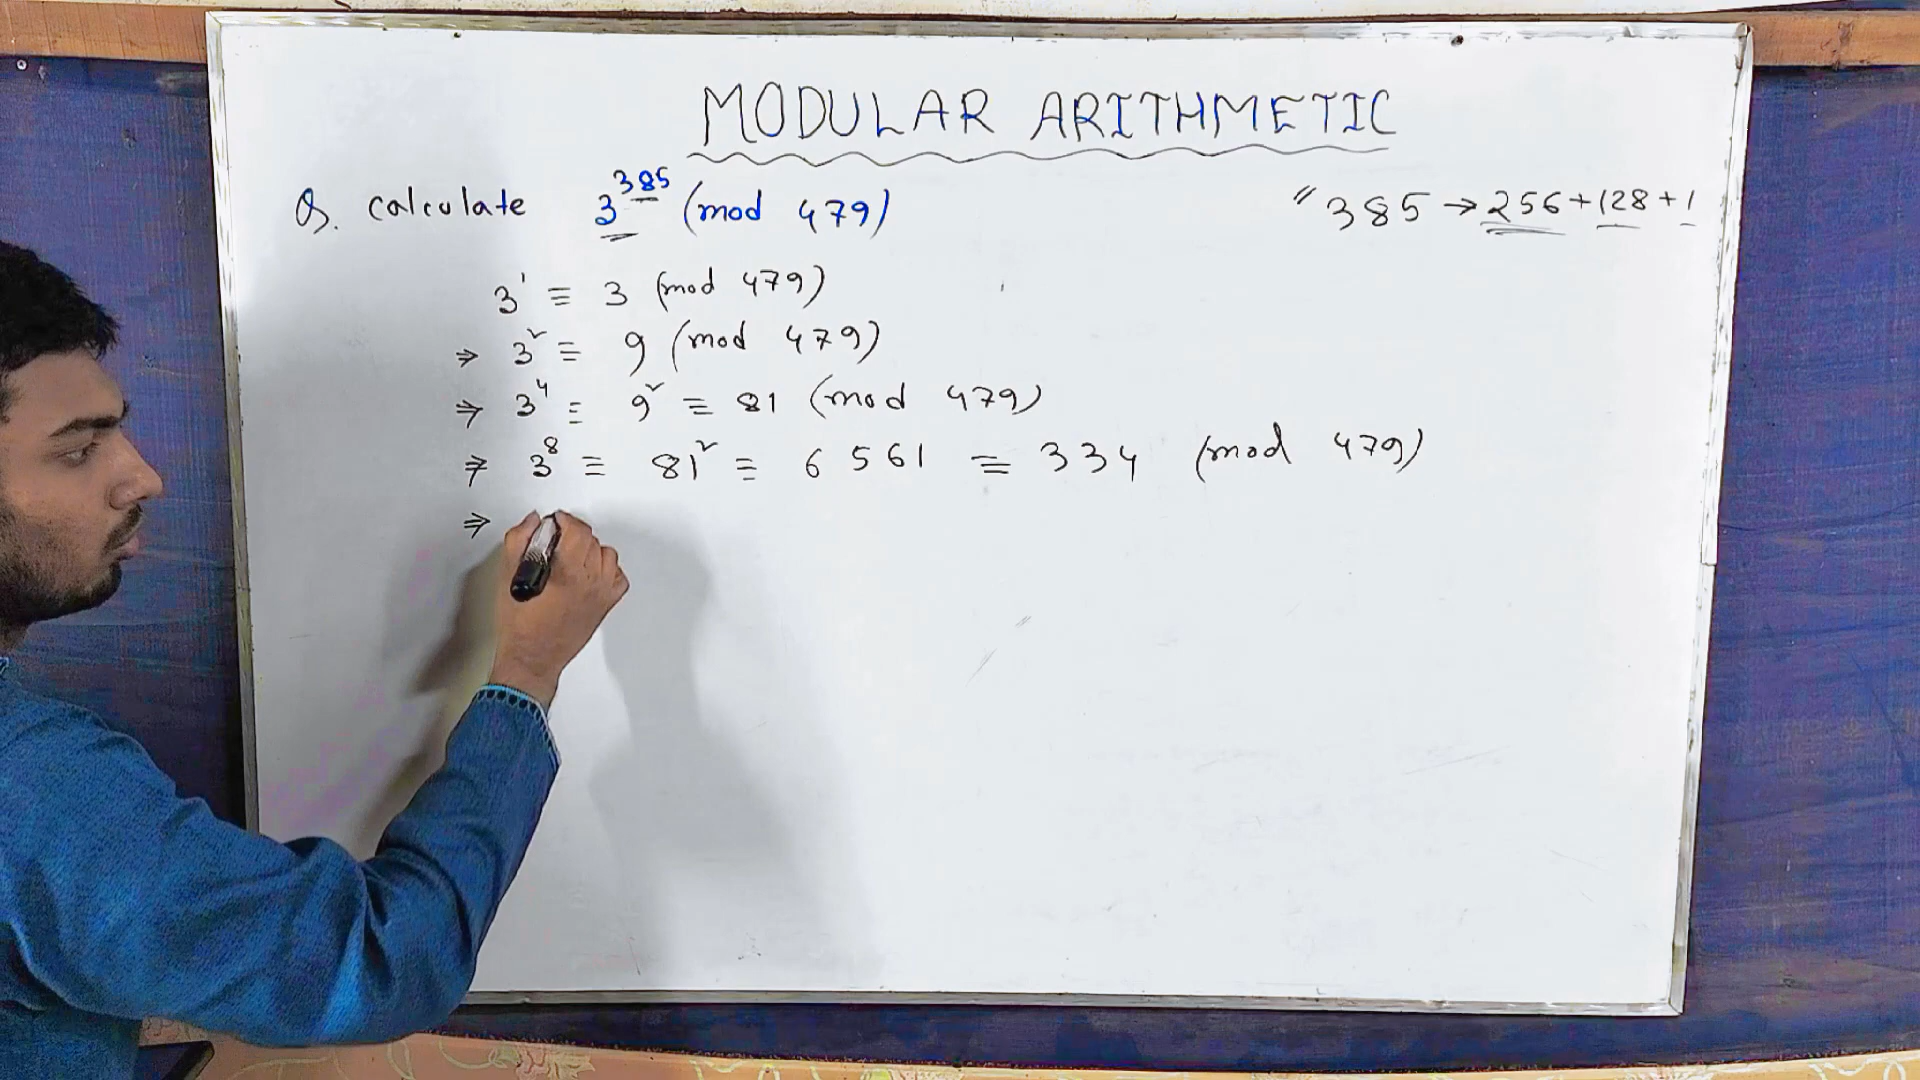 MODULAR ARITHMETIC
Q. calculate 3^385 (mod 479)
" 385 → 256 + 128 + 1
3^1 ≡ 3 (mod 479)
⇒ 3^2 ≡ 9 (mod 479)
⇒ 3^4 ≡ 9^2 ≡ 81 (mod 479)
⇒ 3^8 ≡ 81^2 ≡ 6561 ≡ 334 (mod 479)
⇒